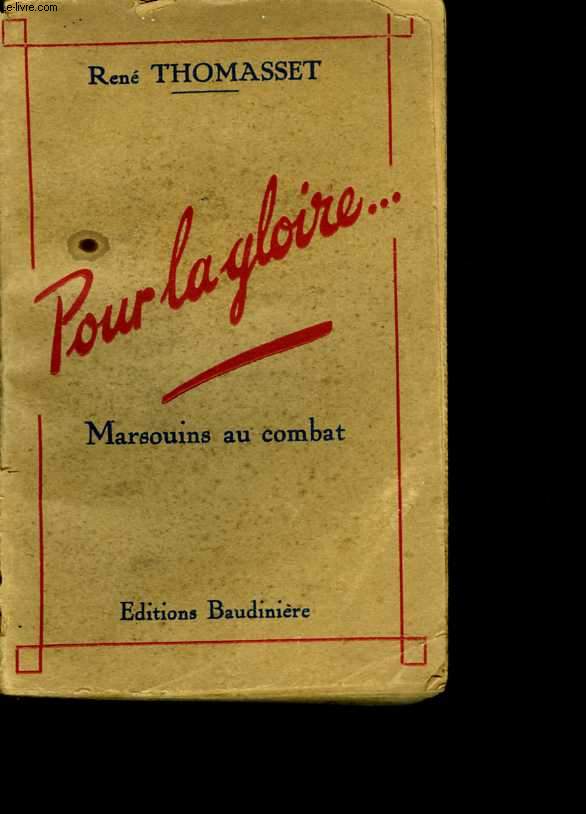 e-livre.com
René THOMASSET
Pour la gloire...
Marsouins au combat
Editions Baudinière